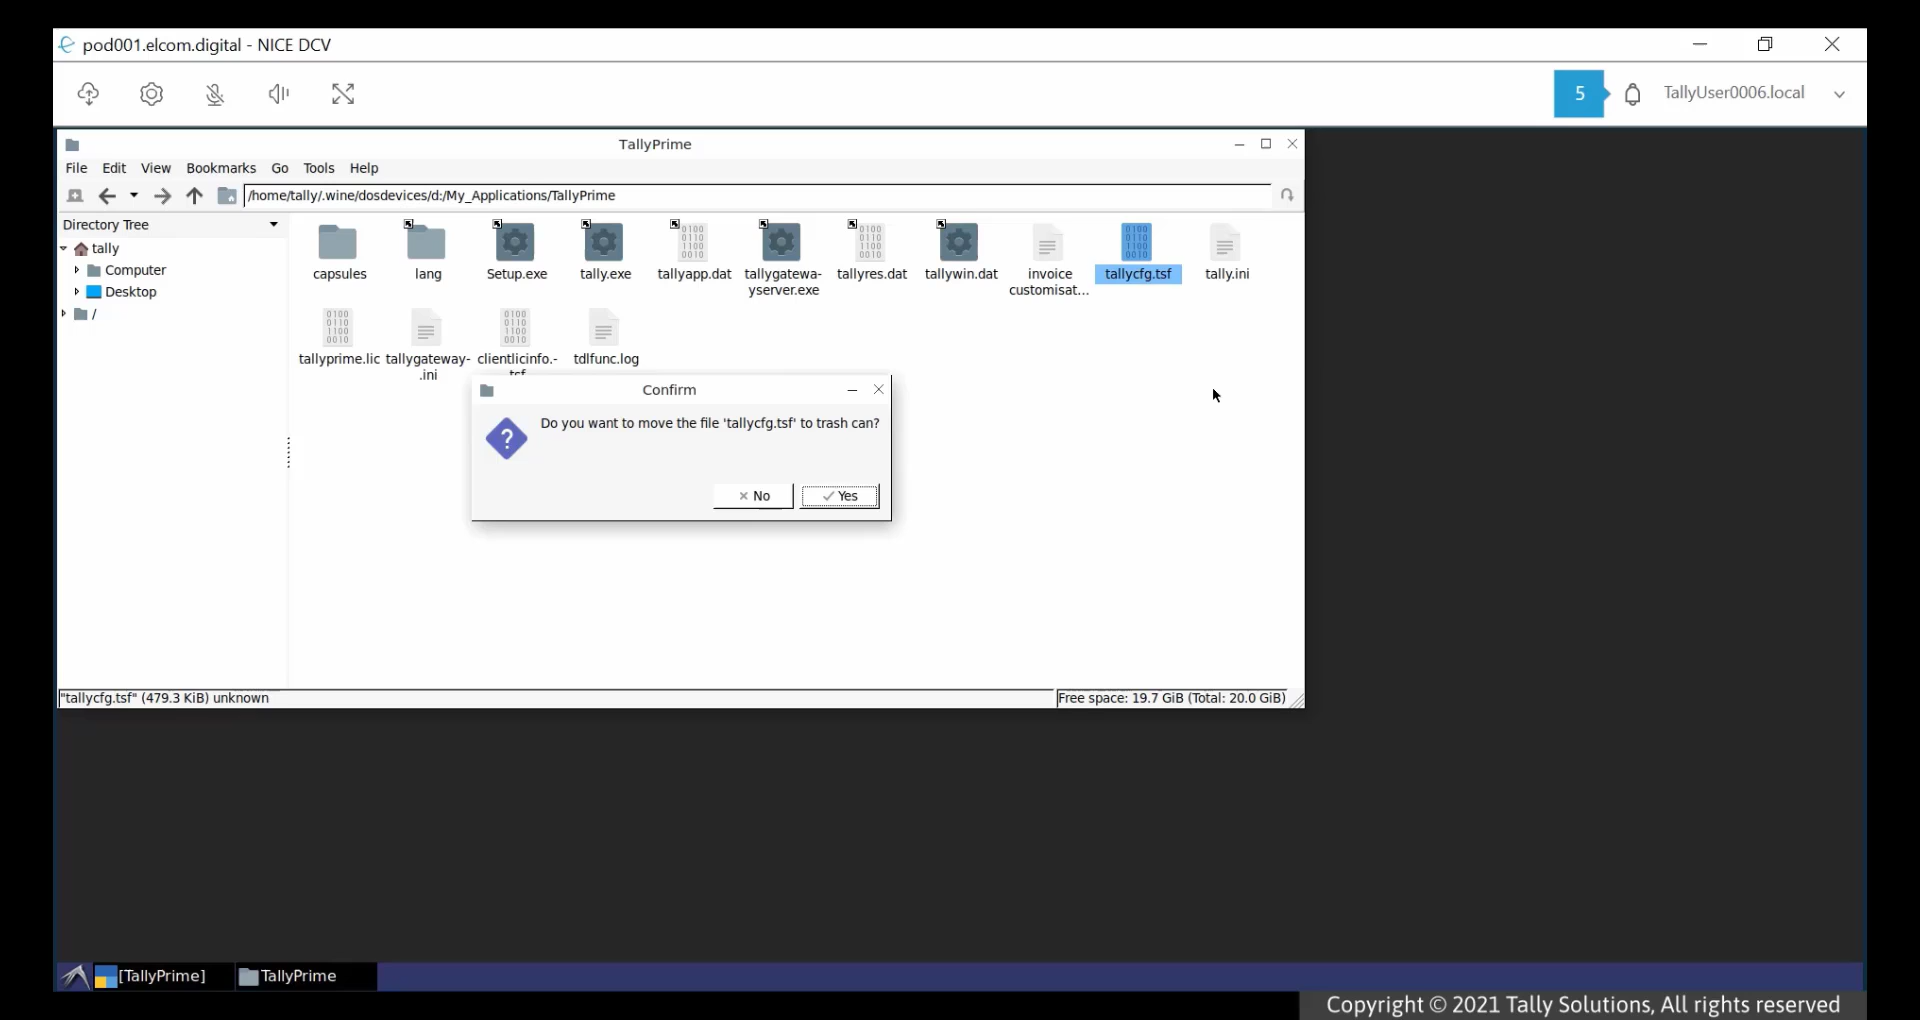 pod001.elcom.digital - NICE DCV
5
TallyUser0006.local
TallyPrime
File Edit View Bookmarks Go Tools Help
/home/tally/.wine/dosdevices/d:/My_Applications/TallyPrime
Directory Tree
tally
Computer
Desktop
/
capsules lang Setup.exe tally.exe tallyapp.dat tallygatewa- tallyres.dat tallywin.dat invoice tallycfg.tsf tally.ini
yserver.exe customisat...
tallyprime.lic tallygateway- clientlicinfo.- tdlfunc.log
.ini tsf
Confirm
Do you want to move the file 'tallycfg.tsf' to trash can?
No Yes
"tallycfg.tsf" (479.3 KiB) unknown
Free space: 19.7 GiB (Total: 20.0 GiB)
[TallyPrime] TallyPrime
Copyright © 2021 Tally Solutions, All rights reserved